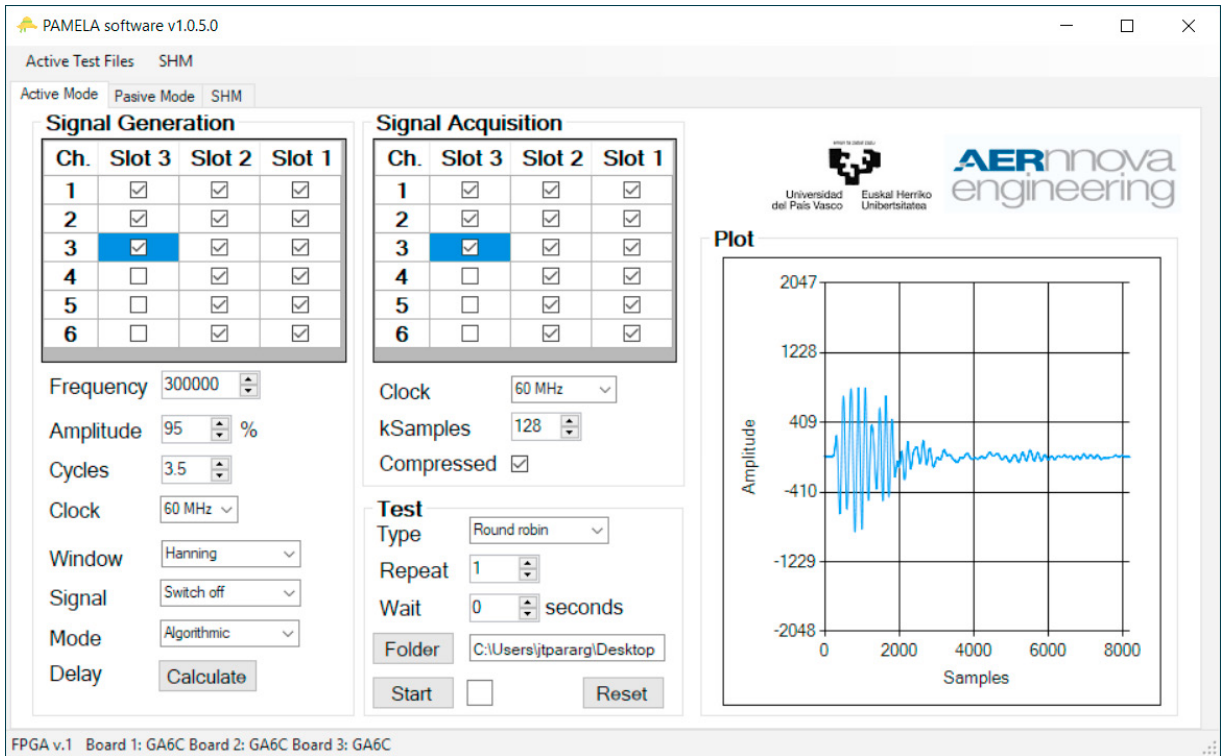 PAMELA software v1.0.5.0
Active Test Files SHM
Active Mode Pasive Mode SHM
Signal Generation
Ch. Slot 3 Slot 2 Slot 1
1
2
3
4
5
6
Frequency 300000
Amplitude 95 %
Cycles 3.5
Clock 60 MHz
Window Hanning
Signal Switch off
Mode Algorithmic
Delay Calculate
Signal Acquisition
Ch. Slot 3 Slot 2 Slot 1
1
2
3
4
5
6
Clock 60 MHz
kSamples 128
Compressed
Test
Type Round robin
Repeat 1
Wait 0 seconds
Folder C:\Users\jtpararg\Desktop
Start Reset
Universidad Euskal Herriko
del País Vasco Unibertsitatea
AERnnova
engineering
Plot
2047
1228
409
-410
-1229
-2048
Amplitude
0 2000 4000 6000 8000
Samples
FPGA v.1 Board 1: GA6C Board 2: GA6C Board 3: GA6C